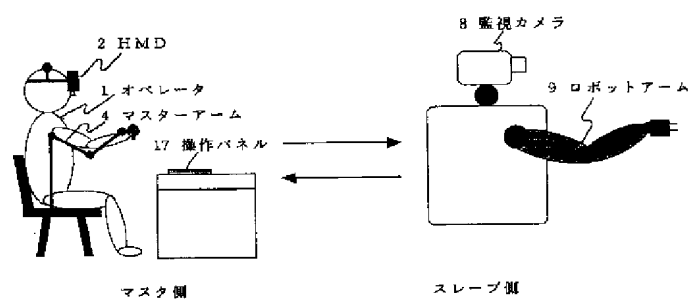 2 HMD
1 オペレータ
4 マスターアーム
17 操作パネル
マスタ側
8 監視カメラ
9 ロボットアーム
スレーブ側